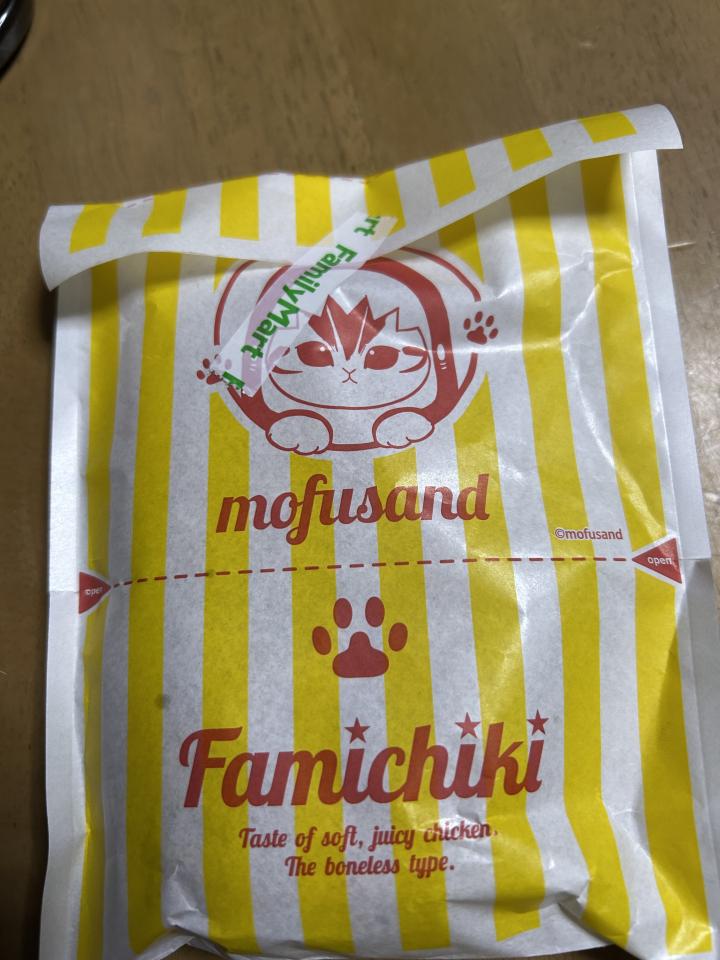 FamilyMart
mofusand
©mofusand
open
open
Famichiki
Taste of soft, juicy chicken.
The boneless type.